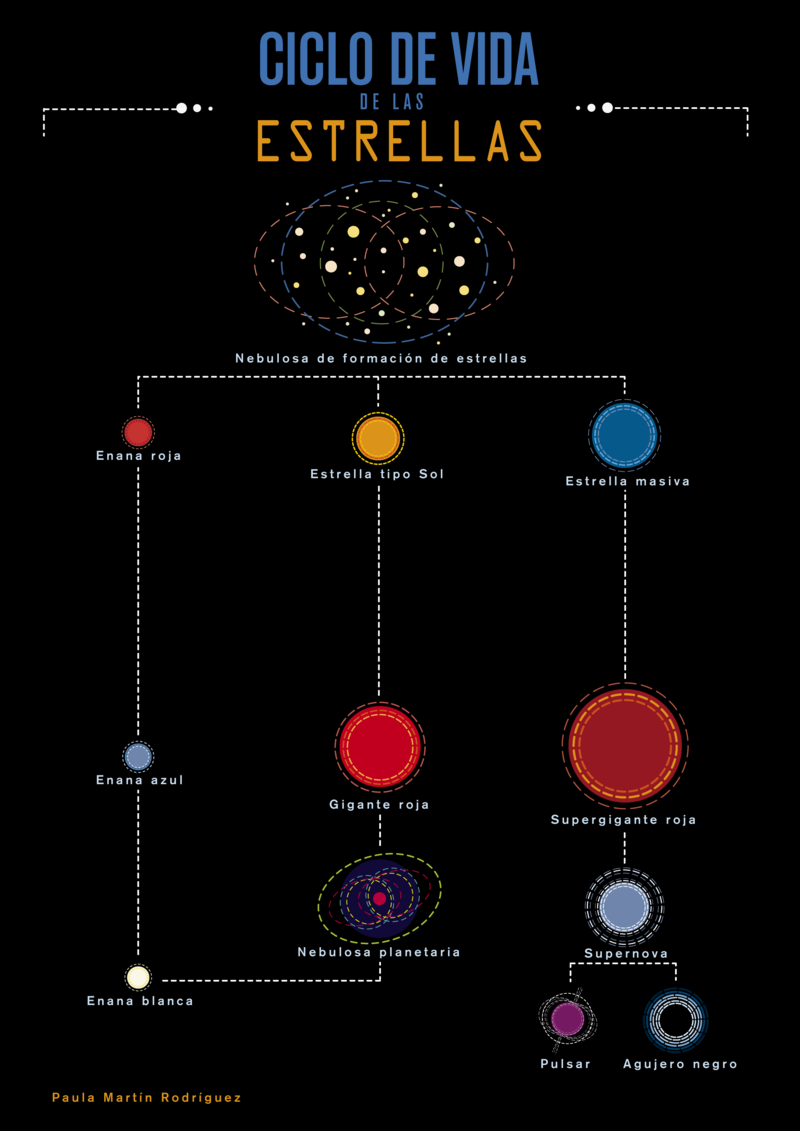 CICLO DE VIDA
DE LAS
ESTRELLAS
Nebulosa de formación de estrellas
Enana roja
Estrella tipo Sol
Estrella masiva
Enana azul
Gigante roja
Supergigante roja
Nebulosa planetaria
Supernova
Enana blanca
Pulsar
Agujero negro
Paula Martín Rodríguez